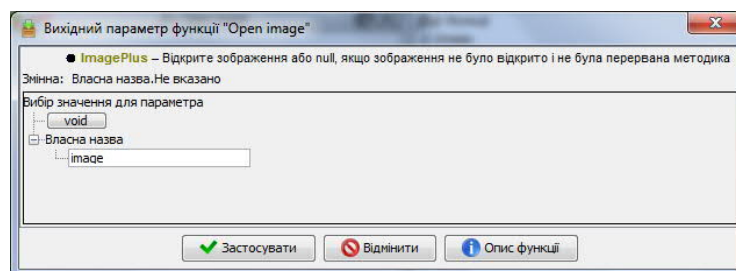 Вихідний параметр функції "Open image"
ImagePlus – Відкрите зображення або null, якщо зображення не було відкрито і не була перервана методика
Змінна: Власна назва.Не вказано
Вибір значення для параметра
void
Власна назва
image
Застосувати Відмінити Опис функції